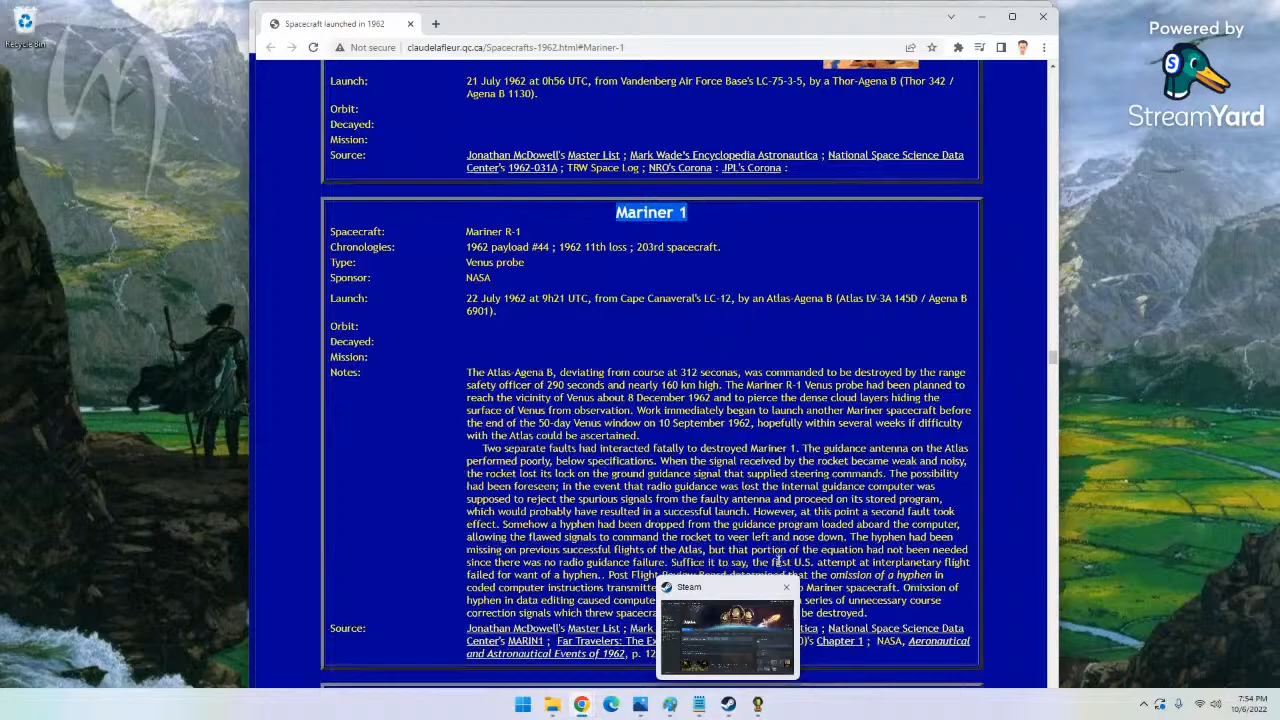 Recycle Bin
Spacecraft launched in 1962
Not secure
claudelafleur.qc.ca/Spacecrafts-1962.html#Mariner-1
Powered by
S
StreamYard
Launch: 21 July 1962 at 0h56 UTC, from Vandenberg Air Force Base's LC-75-3-5, by a Thor-Agena B (Thor 342 /
Agena B 1130).
Orbit:
Decayed:
Mission:
Source: Jonathan McDowell's Master List ; Mark Wade's Encyclopedia Astronautica ; National Space Science Data
Center's 1962-031A ; TRW Space Log ; NRO's Corona : JPL's Corona :
Mariner 1
Spacecraft: Mariner R-1
Chronologies: 1962 payload #44 ; 1962 11th loss ; 203rd spacecraft.
Type: Venus probe
Sponsor: NASA
Launch: 22 July 1962 at 9h21 UTC, from Cape Canaveral's LC-12, by an Atlas-Agena B (Atlas LV-3A 145D / Agena B
6901).
Orbit:
Decayed:
Mission:
Notes: The Atlas-Agena B, deviating from course at 312 seconas, was commanded to be destroyed by the range
safety officer of 290 seconds and nearly 160 km high. The Mariner R-1 Venus probe had been planned to
reach the vicinity of Venus about 8 December 1962 and to pierce the dense cloud layers hiding the
surface of Venus from observation. Work immediately began to launch another Mariner spacecraft before
the end of the 50-day Venus window on 10 September 1962, hopefully within several weeks if difficulty
with the Atlas could be ascertained.
Two separate faults had interacted fatally to destroyed Mariner 1. The guidance antenna on the Atlas
performed poorly, below specifications. When the signal received by the rocket became weak and noisy,
the rocket lost its lock on the ground guidance signal that supplied steering commands. The possibility
had been foreseen; in the event that radio guidance was lost the internal guidance computer was
supposed to reject the spurious signals from the faulty antenna and proceed on its stored program,
which would probably have resulted in a successful launch. However, at this point a second fault took
effect. Somehow a hyphen had been dropped from the guidance program loaded aboard the computer,
allowing the flawed signals to command the rocket to veer left and nose down. The hyphen had been
missing on previous successful flights of the Atlas, but that portion of the equation had not been needed
since there was no radio guidance failure. Suffice it to say, the first U.S. attempt at interplanetary flight
failed for want of a hyphen.. Post Flight Review Board determined that the omission of a hyphen in
coded computer instructions transmitte Mariner spacecraft. Omission of
hyphen in data editing caused compute series of unnecessary course
correction signals which threw spacecra be destroyed.
Source: Jonathan McDowell's Master List ; Mark ; National Space Science Data
Center's MARIN1 ; Far Travelers: The Ex 's Chapter 1 ; NASA, Aeronautical
and Astronautical Events of 1962, p. 12
Steam
7:54 PM
10/6/2022